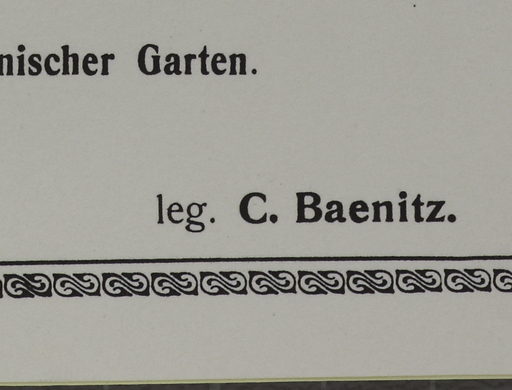 nischer Garten.
leg. C. Baenitz.